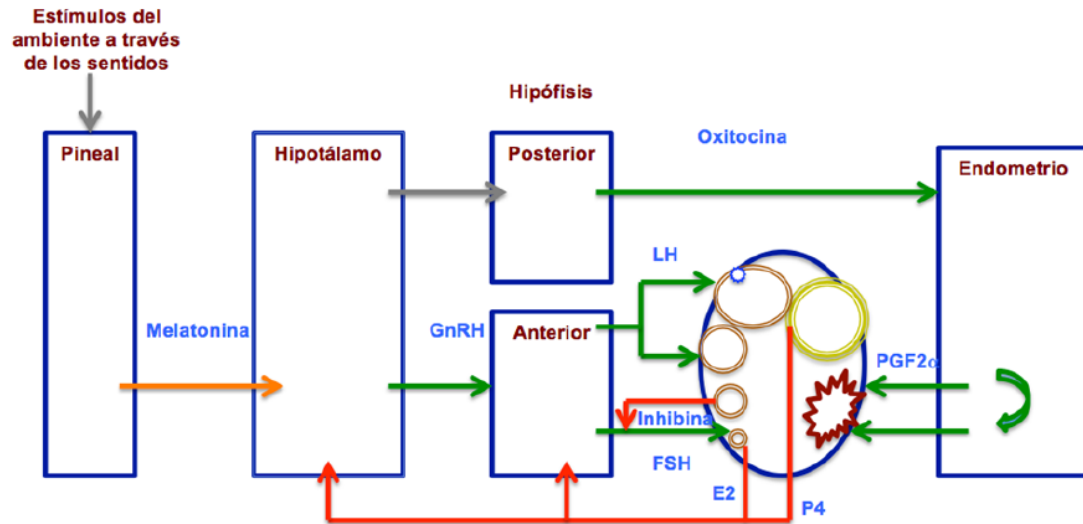 Estímulos del
ambiente a través
de los sentidos
Hipófisis
Pineal
Hipotálamo
Posterior
Oxitocina
Endometrio
LH
Melatonina
GnRH
Anterior
PGF2α
Inhibina
FSH
E2
P4